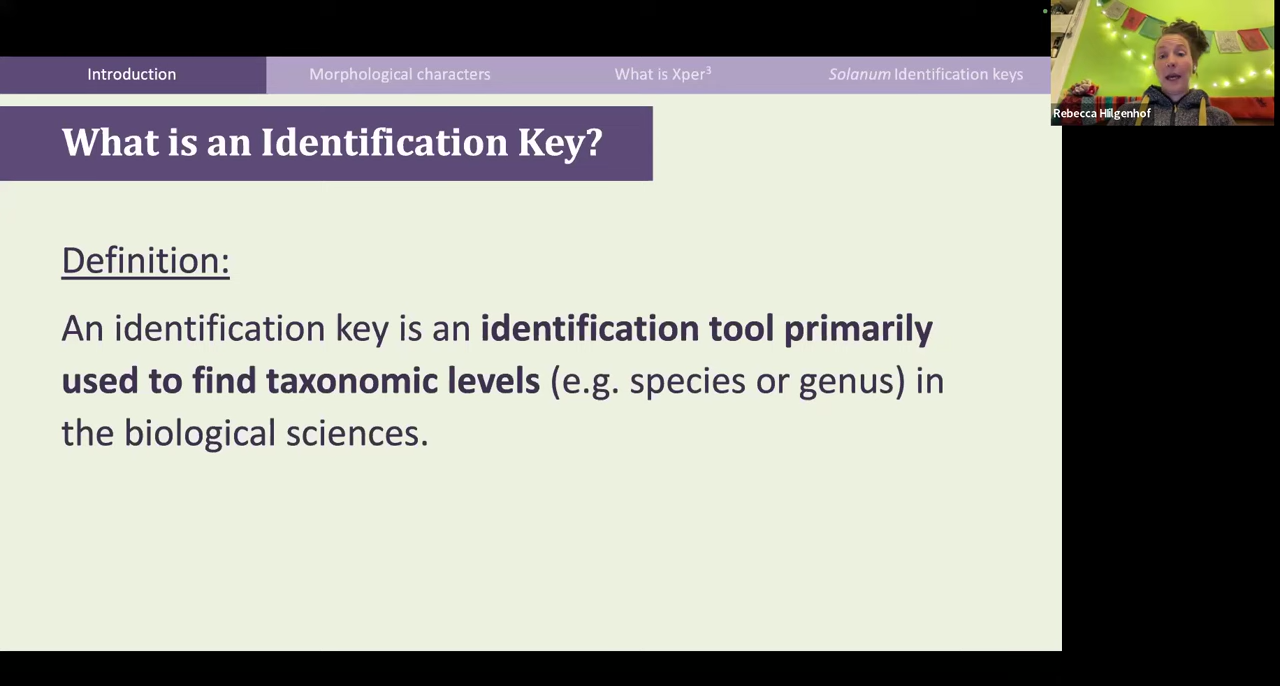 Introduction
Morphological characters
What is Xper³
Solanum Identification keys
Rebecca Hilgenhof
What is an Identification Key?
Definition:
An identification key is an identification tool primarily
used to find taxonomic levels (e.g. species or genus) in
the biological sciences.